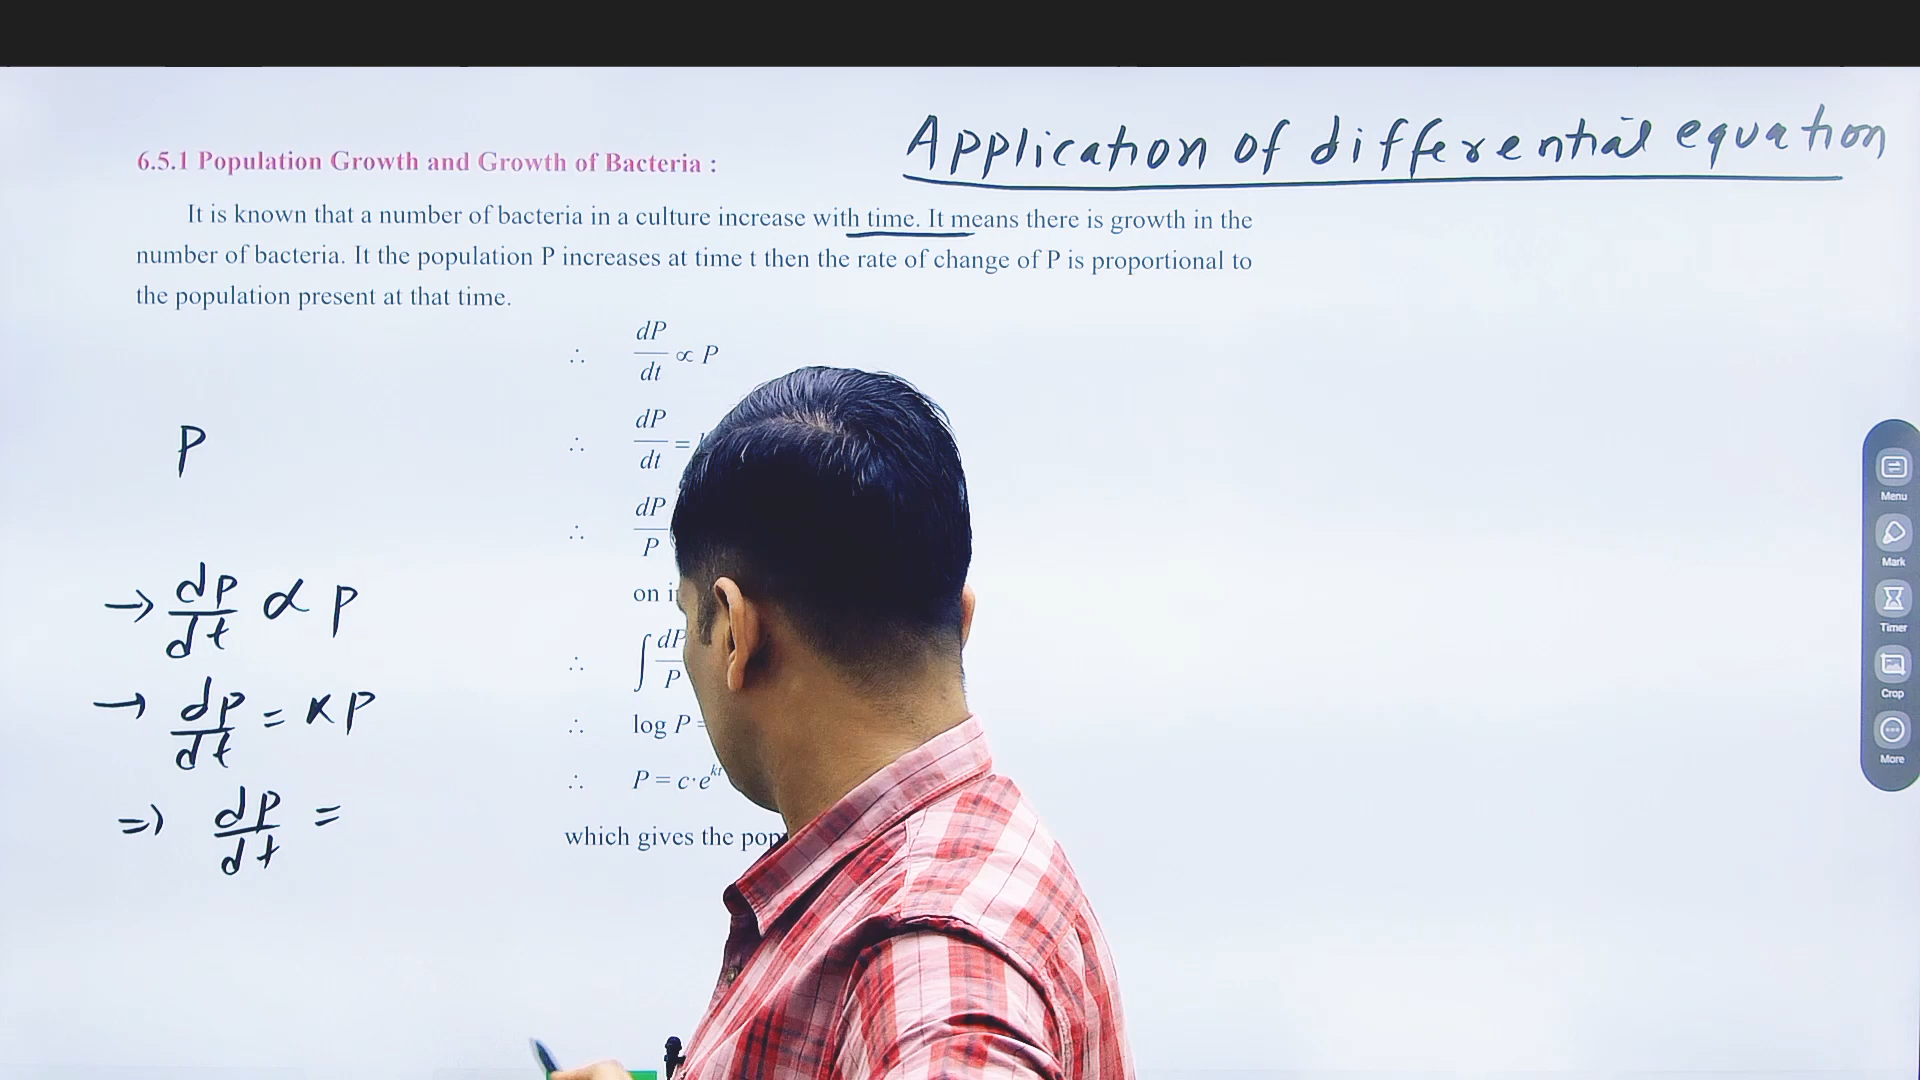 Application of differential equation
6.5.1 Population Growth and Growth of Bacteria :
It is known that a number of bacteria in a culture increase with time. It means there is growth in the
number of bacteria. It the population P increases at time t then the rate of change of P is proportional to
the population present at that time.
∴ dP/dt ∝ P
∴ dP/dt =
∴ dP/P
on
∴ ∫ dP/P
∴ log P =
∴ P = c·e^kt
which gives the
P
→ dp/dt ∝ P
→ dp/dt = KP
=> dp/dt =
Menu
Mark
Timer
Crop
More